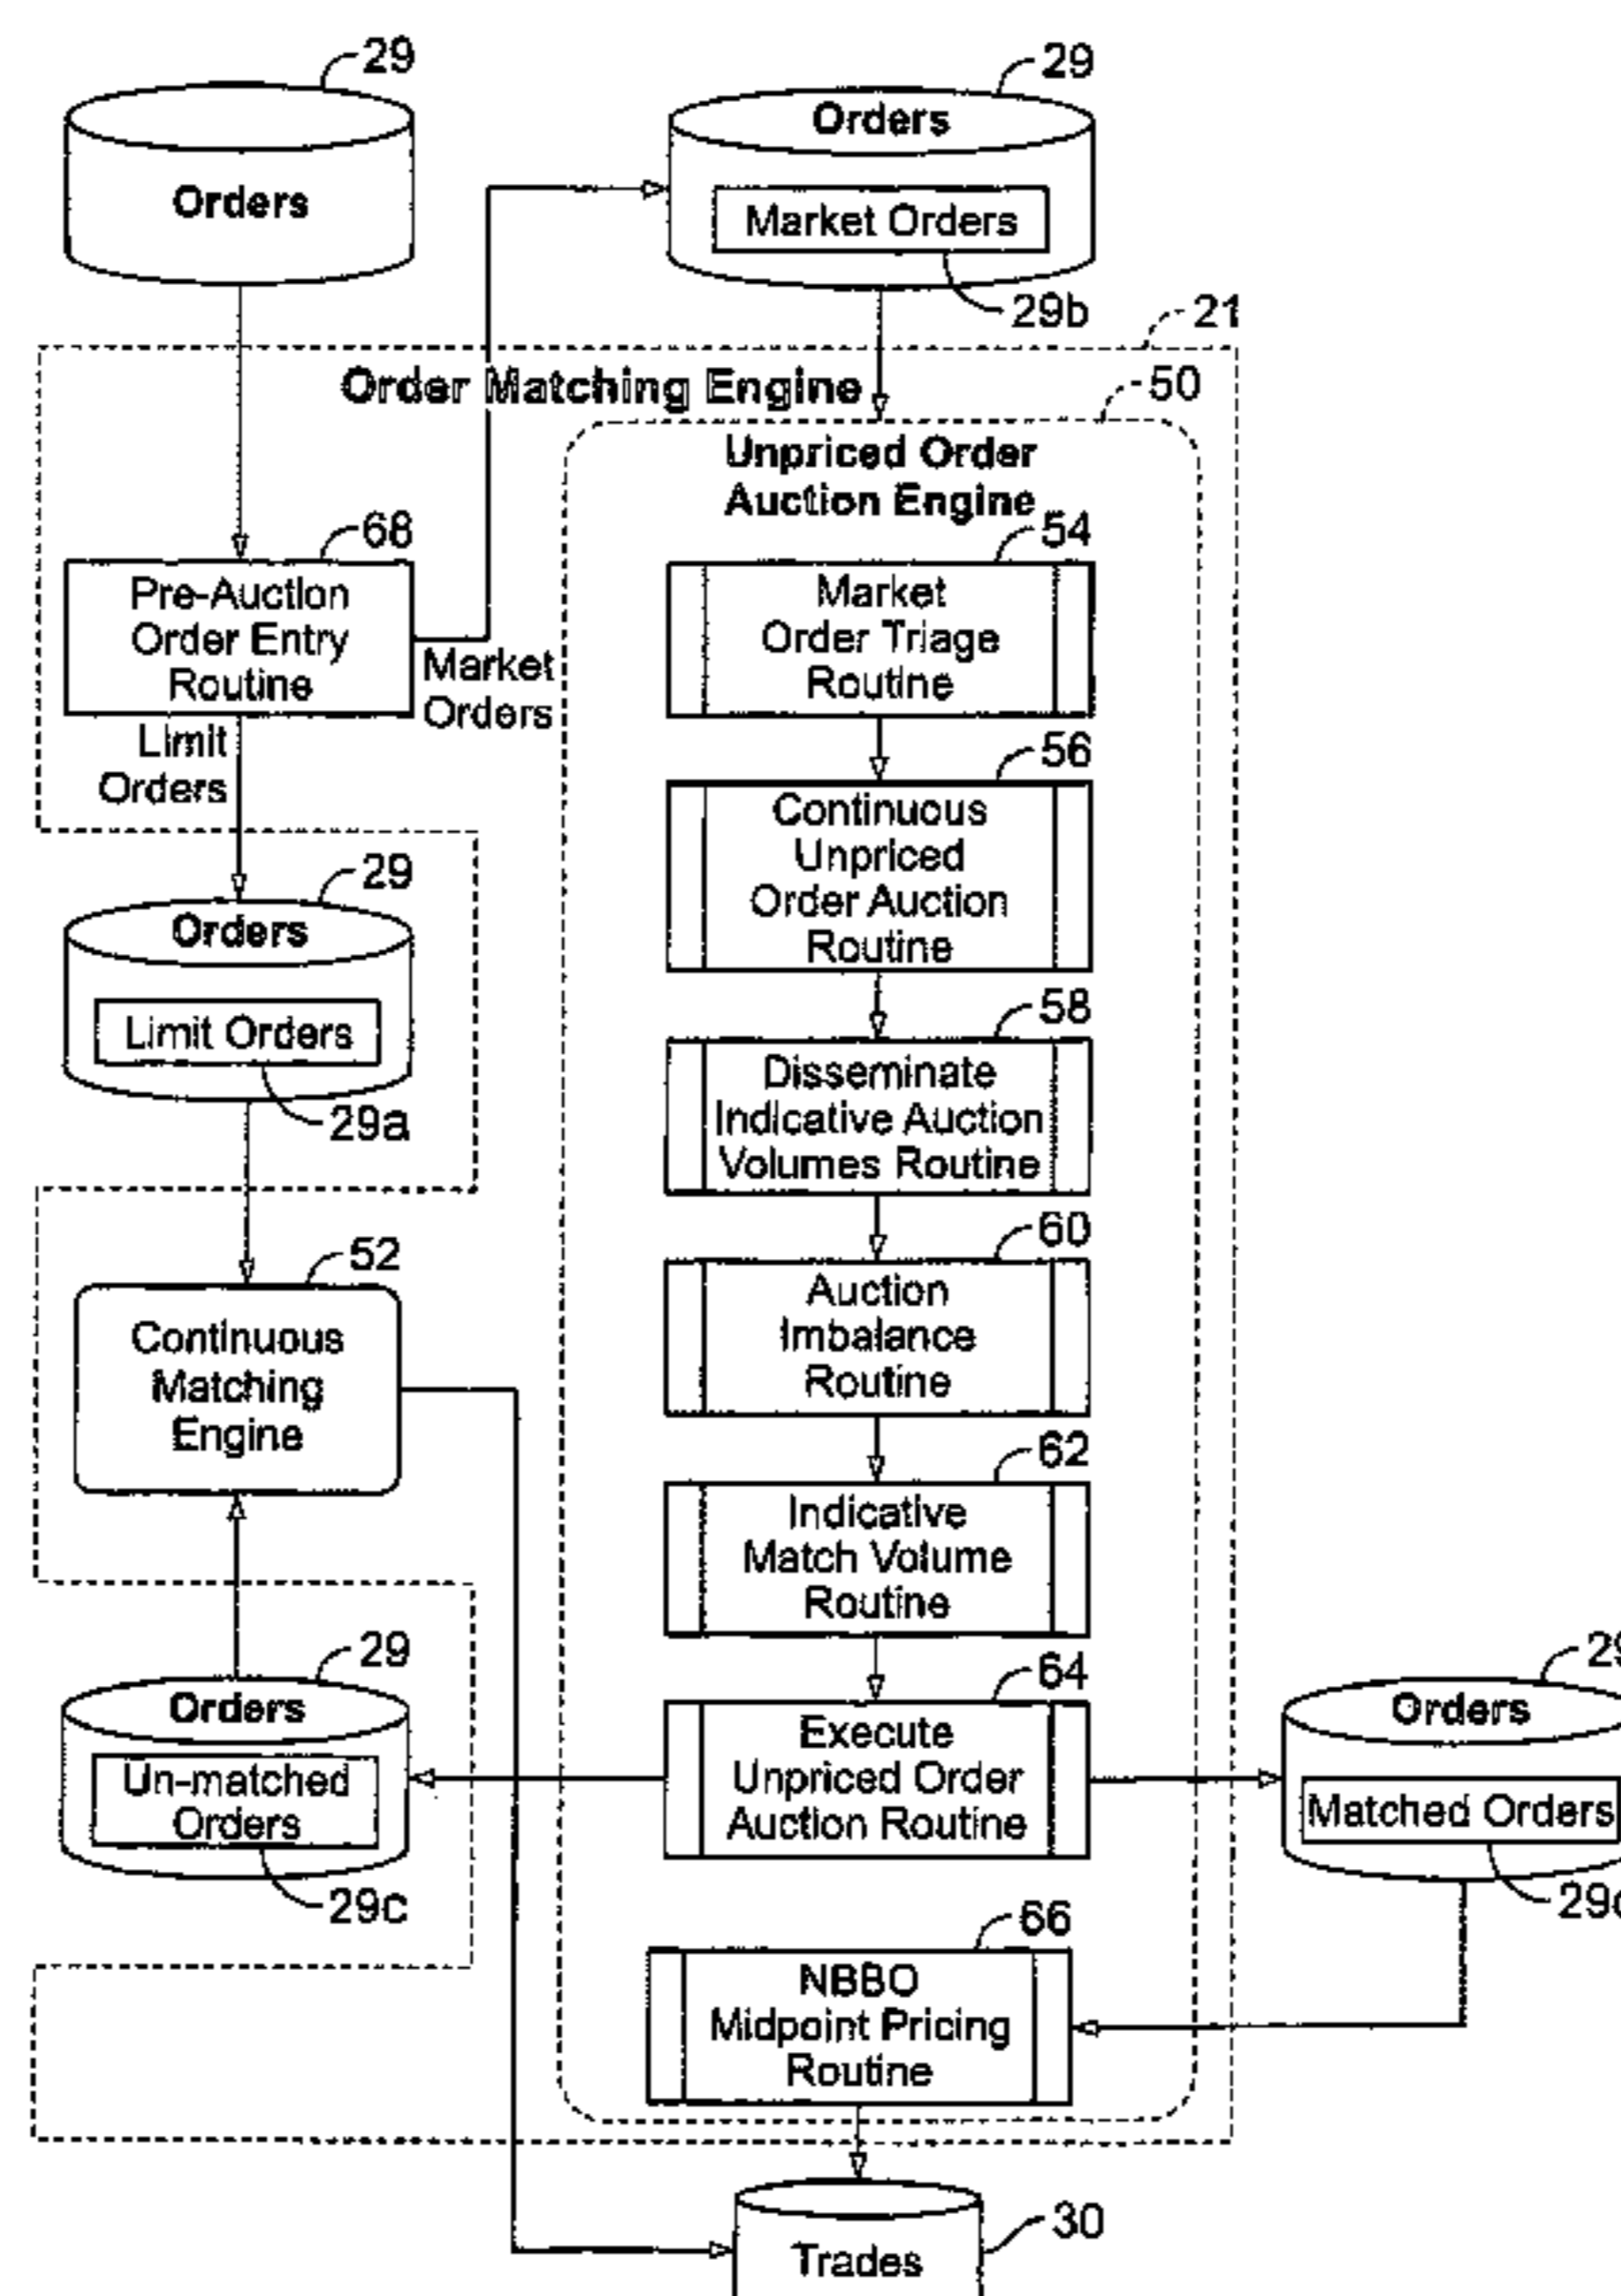 29
Orders
29
Orders
Market Orders
29b
21
Order Matching Engine
50
Unpriced Order
Auction Engine
68
Pre-Auction
Order Entry
Routine
Market
Orders
Limit
Orders
54
Market
Order Triage
Routine
56
Continuous
Unpriced
Order Auction
Routine
29
Orders
Limit Orders
29a
58
Disseminate
Indicative Auction
Volumes Routine
52
Continuous
Matching
Engine
60
Auction
Imbalance
Routine
62
Indicative
Match Volume
Routine
29
Orders
Un-matched
Orders
29c
64
Execute
Unpriced Order
Auction Routine
Orders
Matched Orders
66
NBBO
Midpoint Pricing
Routine
30
Trades